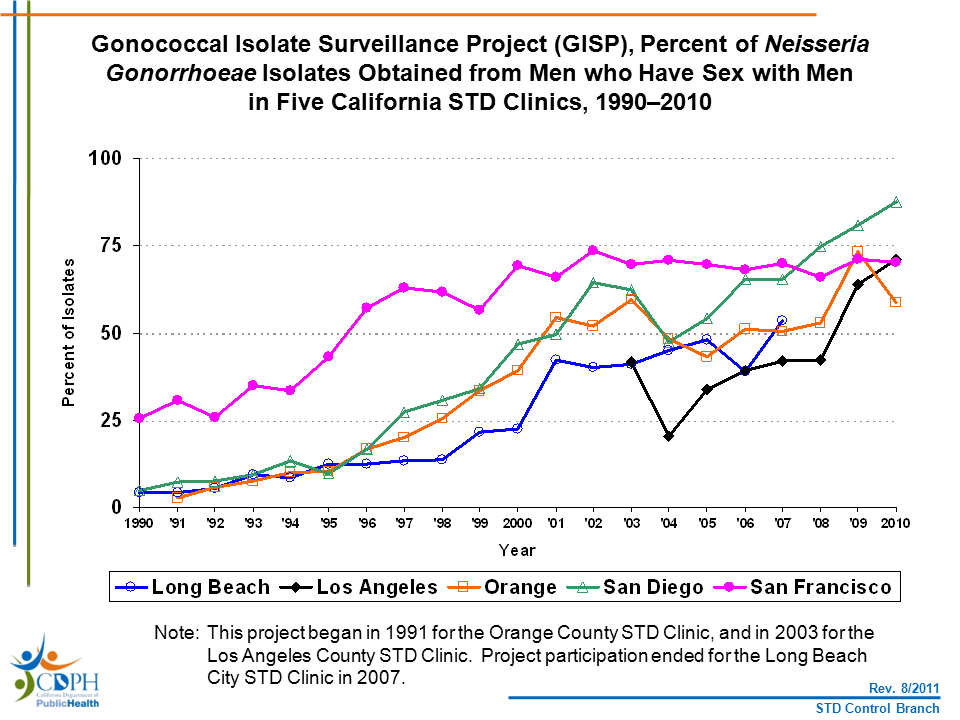 Gonococcal Isolate Surveillance Project (GISP), Percent of Neisseria
Gonorrhoeae Isolates Obtained from Men who Have Sex with Men
in Five California STD Clinics, 1990–2010
100
75
50
25
0
Percent of Isolates
1990 '91 '92 '93 '94 '95 '96 '97 '98 '99 2000 '01 '02 '03 '04 '05 '06 '07 '08 '09 2010
Year
Long Beach Los Angeles Orange San Diego San Francisco
Note: This project began in 1991 for the Orange County STD Clinic, and in 2003 for the
Los Angeles County STD Clinic. Project participation ended for the Long Beach
City STD Clinic in 2007.
CDPH
California Department of
PublicHealth
Rev. 8/2011
STD Control Branch